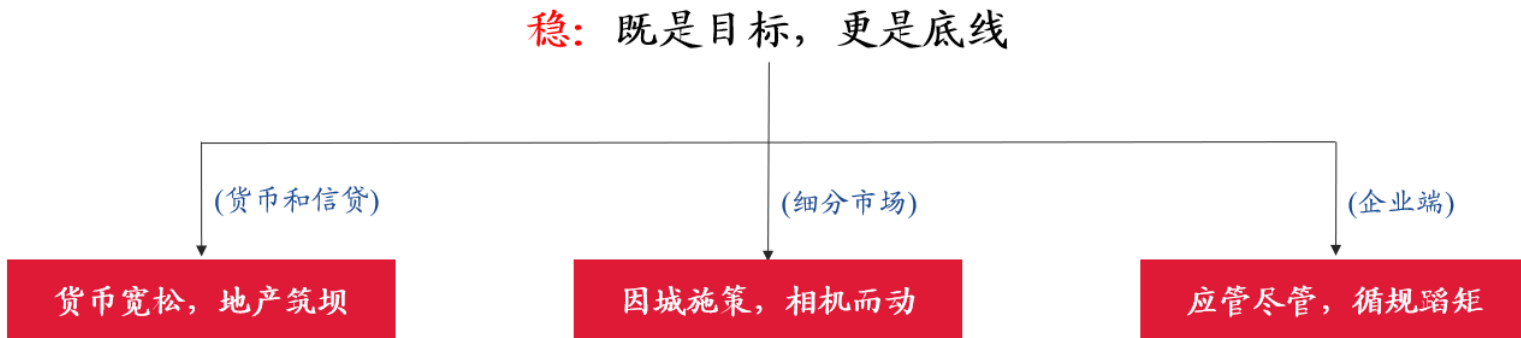 稳：既是目标，更是底线
(货币和信贷)
(细分市场)
(企业端)
货币宽松，地产筑坝
因城施策，相机而动
应管尽管，循规蹈矩